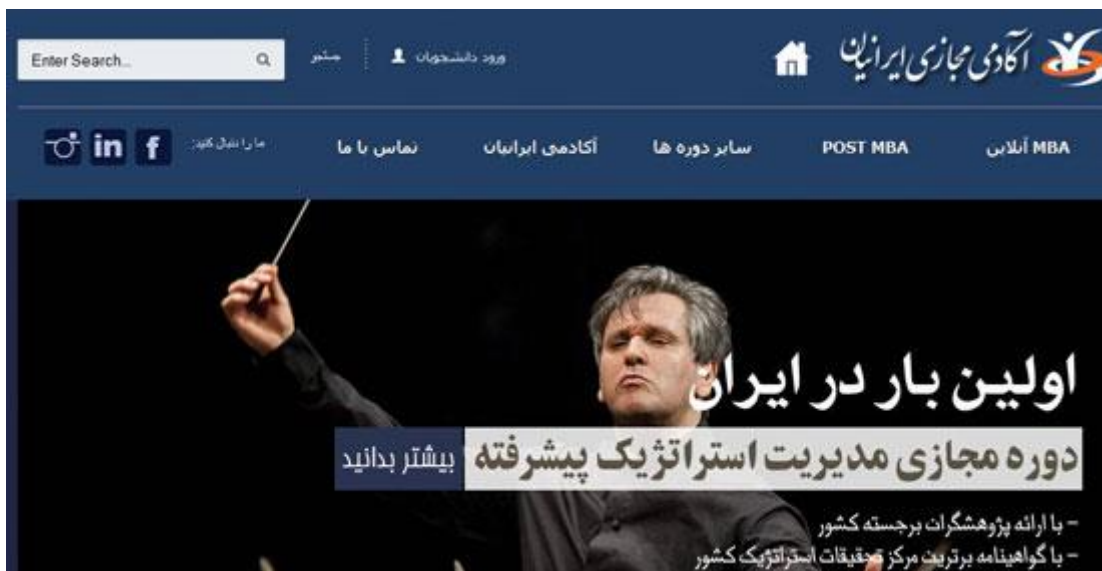 آکادمی مجازی ایرانیان
ورود دانشجویان
Enter Search...
MBA آنلاین
POST MBA
سایر دوره ها
آکادمی ایرانیان
تماس با ما
ما را دنبال کنید:
f
in
اولین بار در ایران
دوره مجازی مدیریت استراتژیک پیشرفته
بیشتر بدانید
- با ارائه پژوهشگران برجسته کشور
- با گواهینامه برترین مرکز تحقیقات استراتژیک کشور